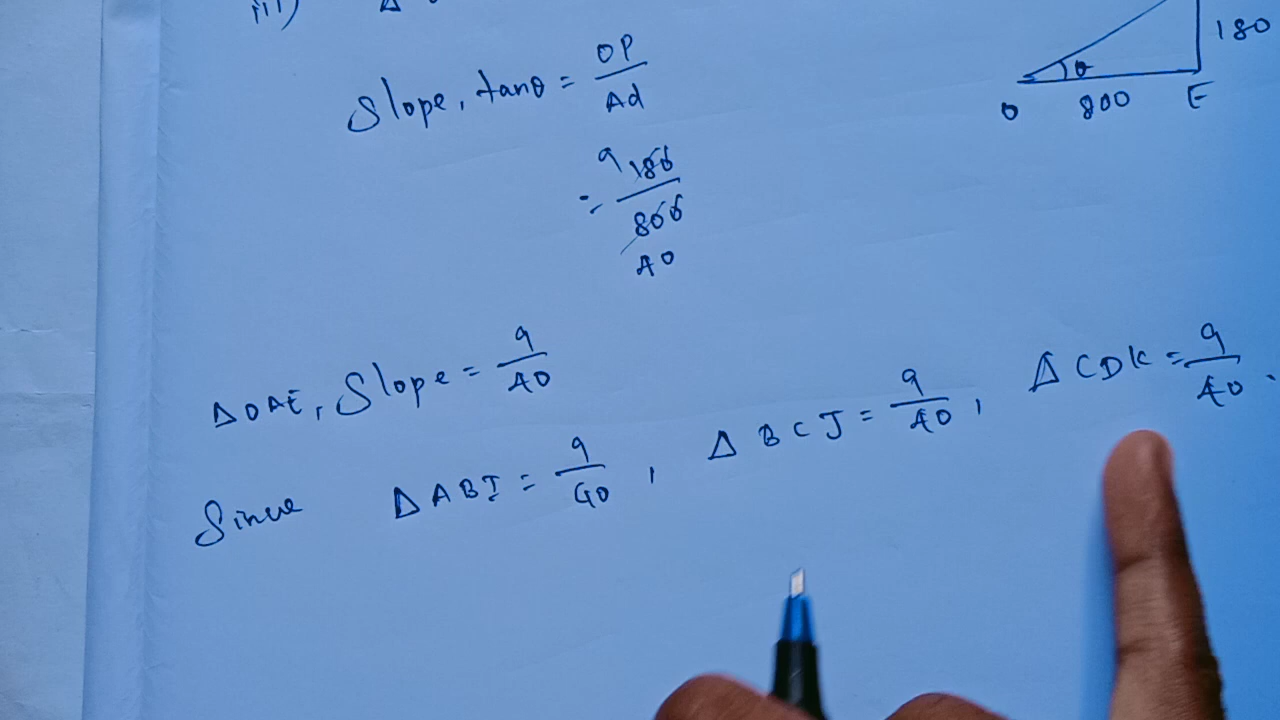 iii) Δ
180
θ
O 800 E
Slope, tanθ = OP/Ad
= 9 180/800 40
ΔOAE, Slope = 9/40
Since ΔABI = 9/40, ΔBCJ = 9/40, ΔCDK = 9/40.